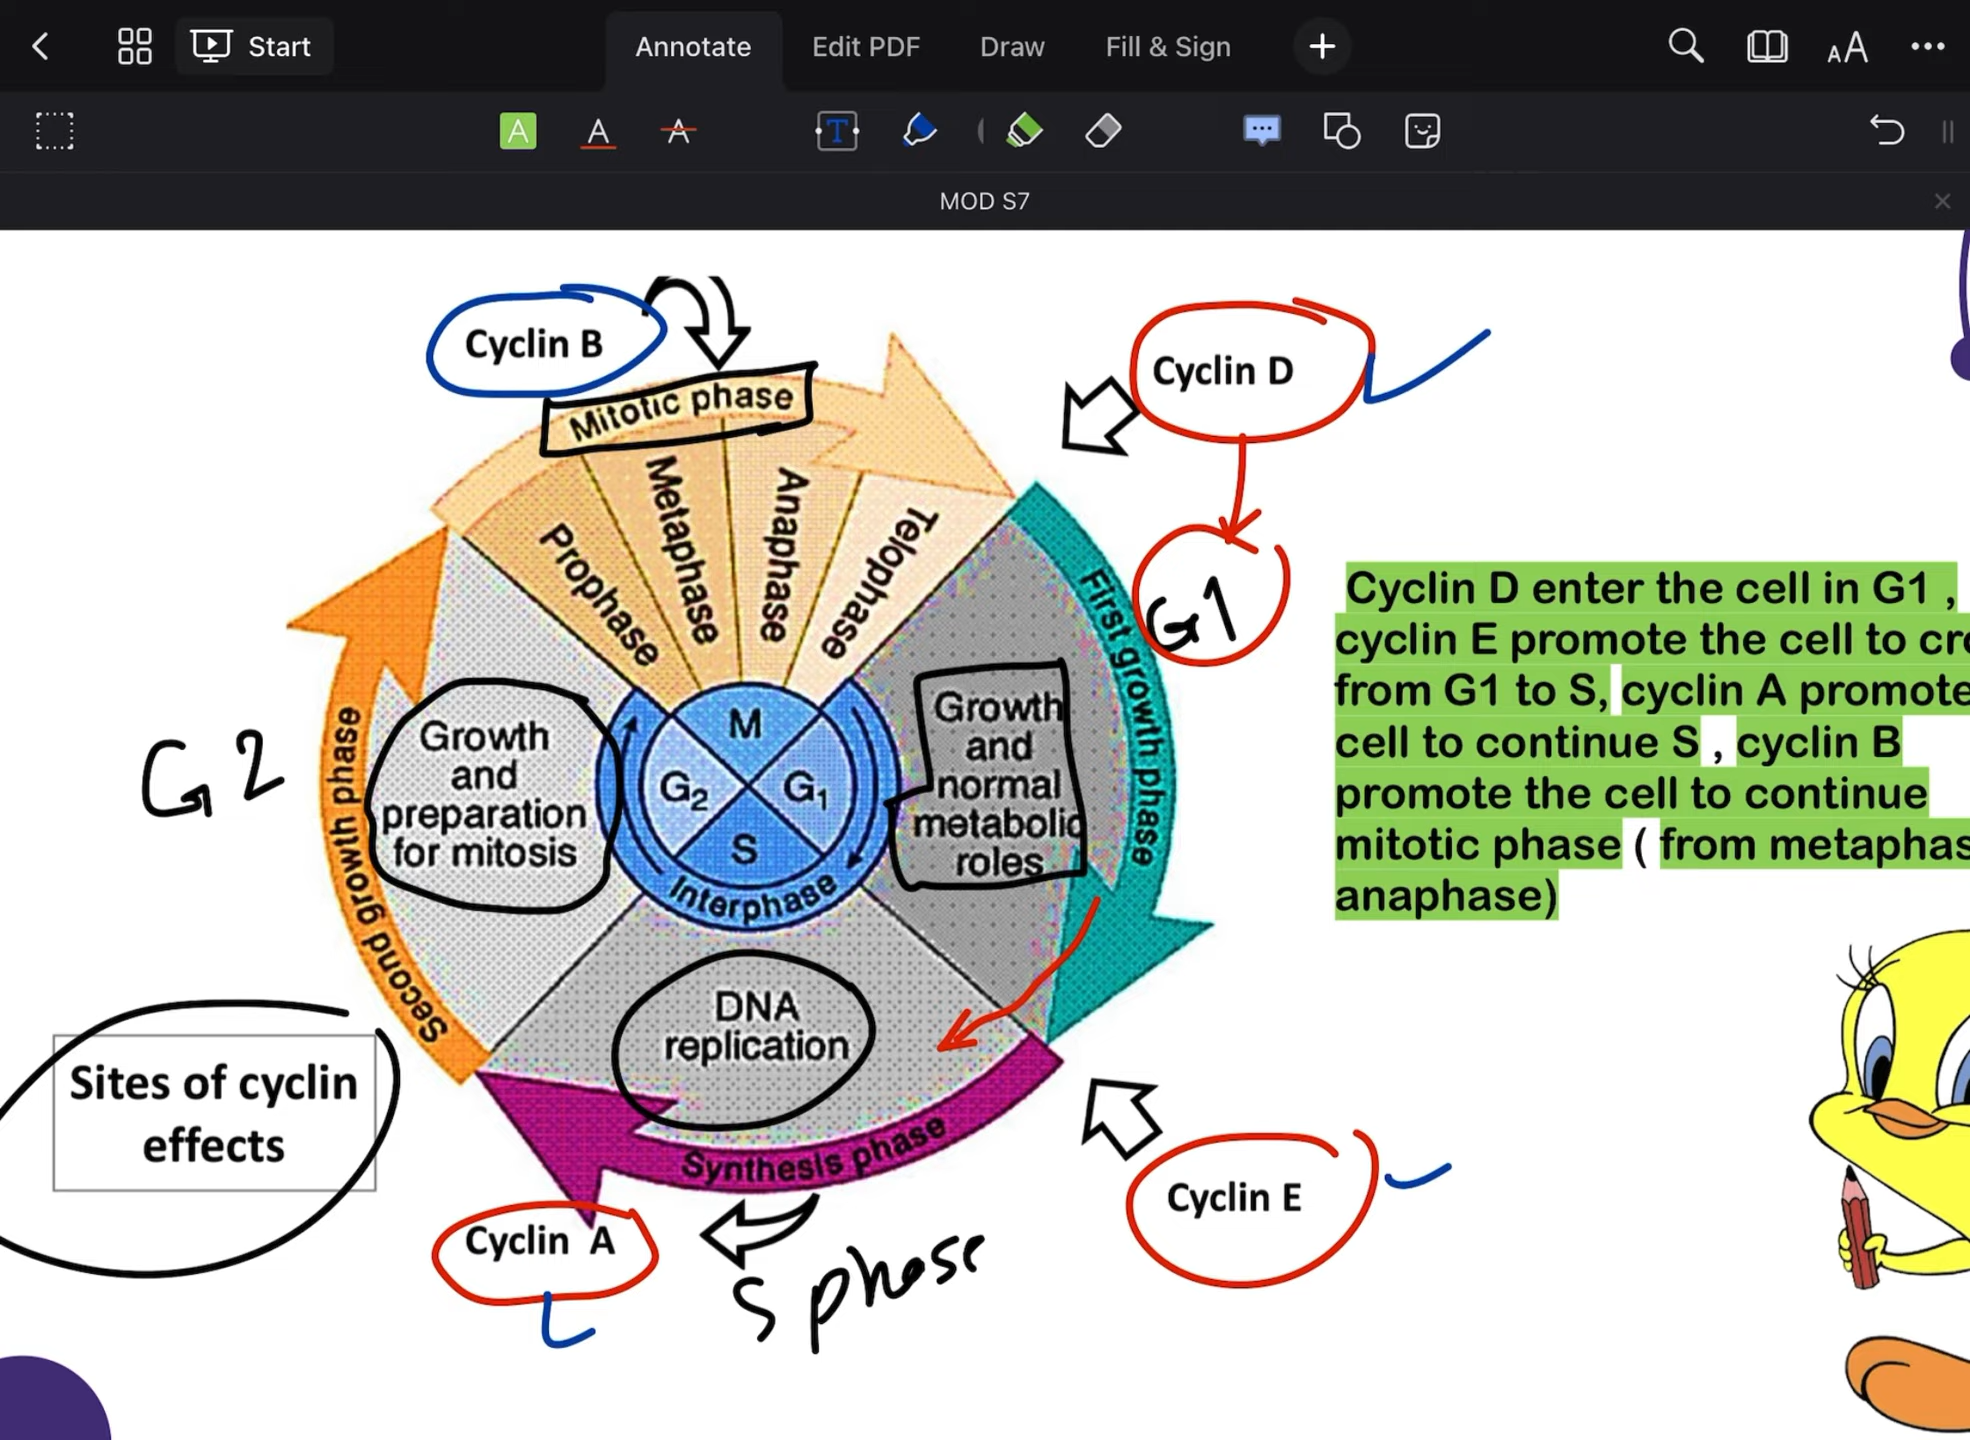 Start
Annotate
Edit PDF
Draw
Fill & Sign
MOD S7
Cyclin B
Cyclin D
Mitotic phase
Prophase
Metaphase
Anaphase
Telophase
G1
First growth phase
Growth
and
normal
metabolic
roles
M
G₂
G₁
S
Interphase
G2
Growth
and
preparation
for mitosis
Second growth phase
DNA
replication
Synthesis phase
Sites of cyclin
effects
Cyclin A
S phase
Cyclin E
Cyclin D enter the cell in G1 ,
cyclin E promote the cell to
from G1 to S, cyclin A promote
cell to continue S , cyclin B
promote the cell to continue
mitotic phase ( from
anaphase)